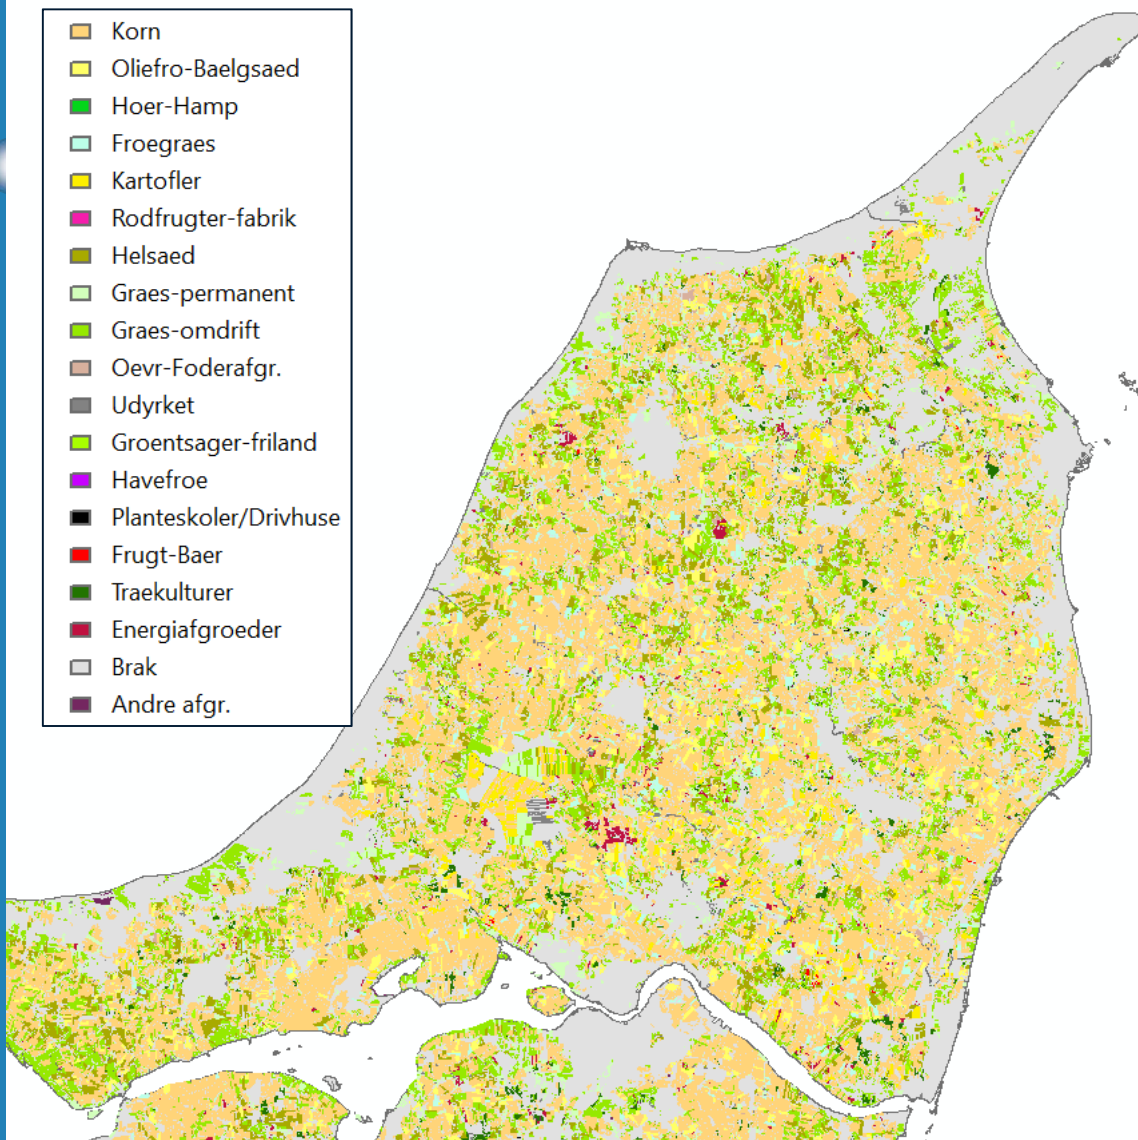 Korn
Oliefro-Baelgsaed
Hoer-Hamp
Froegraes
Kartofler
Rodfrugter-fabrik
Helsaed
Graes-permanent
Graes-omdrift
Oevr-Foderafgr.
Udyrket
Groentsager-friland
Havefroe
Planteskoler/Drivhuse
Frugt-Baer
Traekulturer
Energiafgroeder
Brak
Andre afgr.